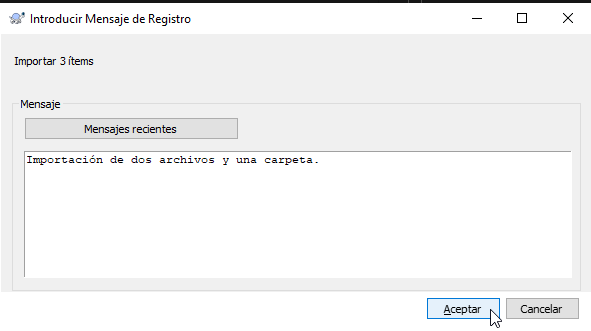 Introducir Mensaje de Registro
Importar 3 ítems
Mensaje
Mensajes recientes
Importación de dos archivos y una carpeta.
Aceptar
Cancelar